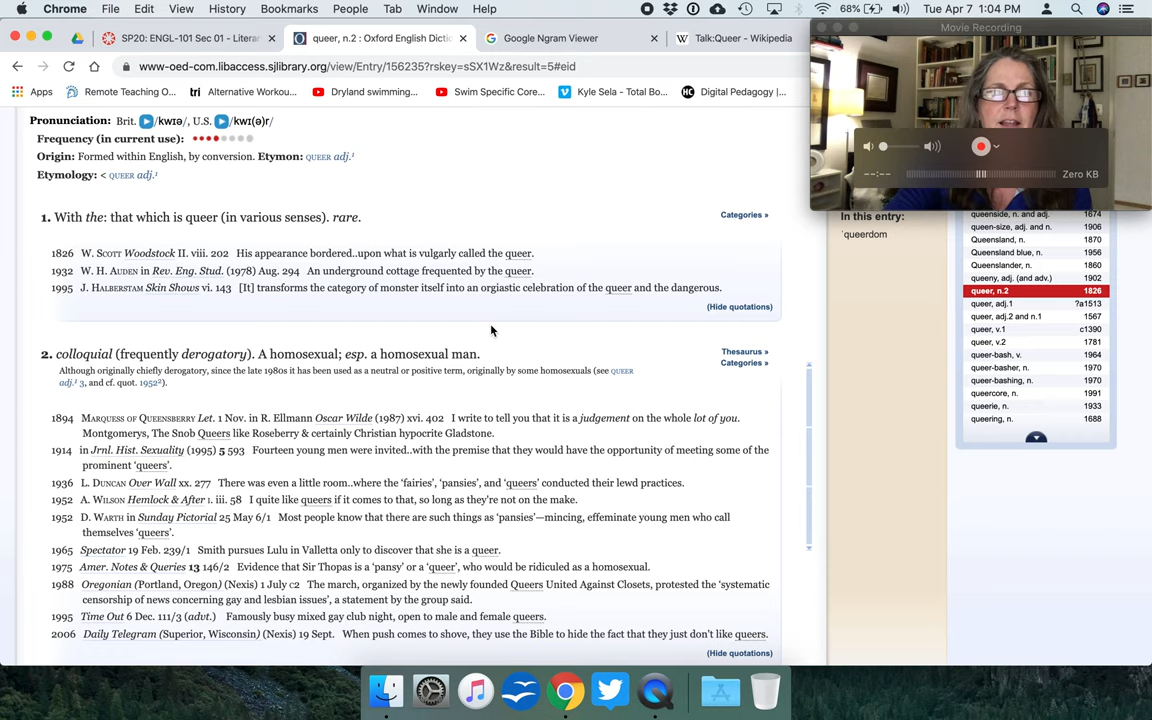 Chrome File Edit View History Bookmarks People Tab Window Help 68% Tue Apr 7 1:04 PM
SP20: ENGL-101 Sec 01 - Litera queer, n.2 : Oxford English Dictio Google Ngram Viewer Talk:Queer - Wikipedia
Movie Recording
www-oed-com.libaccess.sjlibrary.org/view/Entry/156235?rskey=sSX1Wz&result=5#eid
Apps Remote Teaching O... tri Alternative Workou... Dryland swimming... Swim Specific Core... Kyle Sela - Total Bo... HC Digital Pedagogy |...
Pronunciation: Brit. /kwɪə/, U.S. /kwɪ(ə)r/
Frequency (in current use):
Origin: Formed within English, by conversion. Etymon: QUEER adj.¹
Etymology: < QUEER adj.¹
--:-- Zero KB
1. With the: that which is queer (in various senses). rare.
Categories »
1826 W. SCOTT Woodstock II. viii. 202 His appearance bordered..upon what is vulgarly called the queer.
1932 W. H. AUDEN in Rev. Eng. Stud. (1978) Aug. 294 An underground cottage frequented by the queer.
1995 J. HALBERSTAM Skin Shows vi. 143 [It] transforms the category of monster itself into an orgiastic celebration of the queer and the dangerous.
(Hide quotations)
2. colloquial (frequently derogatory). A homosexual; esp. a homosexual man.
Thesaurus »
Categories »
Although originally chiefly derogatory, since the late 1980s it has been used as a neutral or positive term, originally by some homosexuals (see QUEER
adj.¹ 3, and cf. quot. 1952²).
1894 MARQUESS OF QUEENSBERRY Let. 1 Nov. in R. Ellmann Oscar Wilde (1987) xvi. 402 I write to tell you that it is a judgement on the whole lot of you.
Montgomerys, The Snob Queers like Roseberry & certainly Christian hypocrite Gladstone.
1914 in Jrnl. Hist. Sexuality (1995) 5 593 Fourteen young men were invited..with the premise that they would have the opportunity of meeting some of the
prominent ‘queers’.
1936 L. DUNCAN Over Wall xx. 277 There was even a little room..where the ‘fairies’, ‘pansies’, and ‘queers’ conducted their lewd practices.
1952 A. WILSON Hemlock & After I. iii. 58 I quite like queers if it comes to that, so long as they're not on the make.
1952 D. WARTH in Sunday Pictorial 25 May 6/1 Most people know that there are such things as ‘pansies’—mincing, effeminate young men who call
themselves ‘queers’.
1965 Spectator 19 Feb. 239/1 Smith pursues Lulu in Valletta only to discover that she is a queer.
1975 Amer. Notes & Queries 13 146/2 Evidence that Sir Thopas is a ‘pansy’ or a ‘queer’, who would be ridiculed as a homosexual.
1988 Oregonian (Portland, Oregon) (Nexis) 1 July C2 The march, organized by the newly founded Queers United Against Closets, protested the ‘systematic
censorship of news concerning gay and lesbian issues’, a statement by the group said.
1995 Time Out 6 Dec. 111/3 (advt.) Famously busy mixed gay club night, open to male and female queers.
2006 Daily Telegram (Superior, Wisconsin) (Nexis) 19 Sept. When push comes to shove, they use the Bible to hide the fact that they just don't like queers.
(Hide quotations)
In this entry:
ˈqueerdom
queenside, n. and adj. 1674
queen-size, adj. and n. 1906
Queensland, n. 1870
Queensland blue, n. 1956
Queenslander, n. 1860
queeny, adj. (and adv.) 1902
queer, n.2 1826
queer, adj.1 ?a1513
queer, adj.2 and n.1 1567
queer, v.1 c1390
queer, v.2 1781
queer-bash, v. 1964
queer-basher, n. 1970
queer-bashing, n. 1970
queercore, n. 1991
queerie, n. 1933
queering, n. 1688